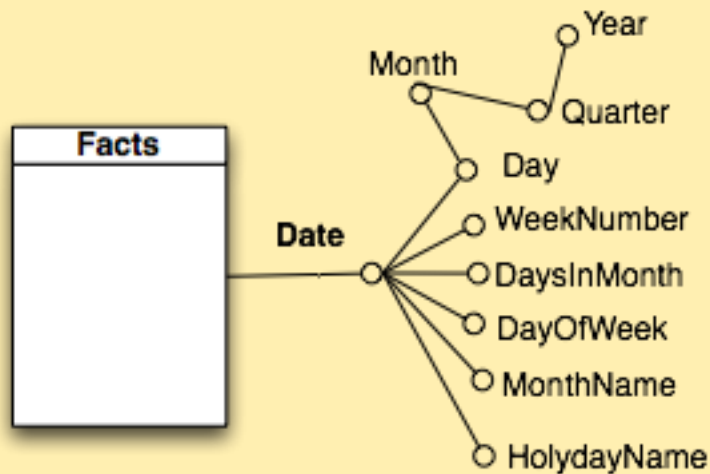 Year
Month
Quarter
Facts
Day
WeekNumber
Date
DaysInMonth
DayOfWeek
MonthName
HolydayName